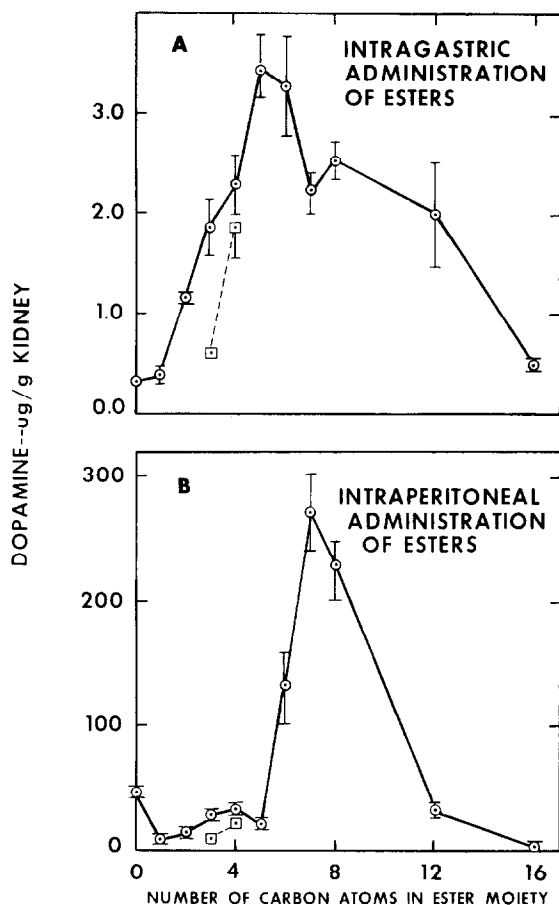 A
INTRAGASTRIC
ADMINISTRATION
OF ESTERS
3.0
2.0
1.0
0.0
DOPAMINE--ug/g KIDNEY
B
INTRAPERITONEAL
ADMINISTRATION
OF ESTERS
300
200
100
0
0 4 8 12 16
NUMBER OF CARBON ATOMS IN ESTER MOIETY